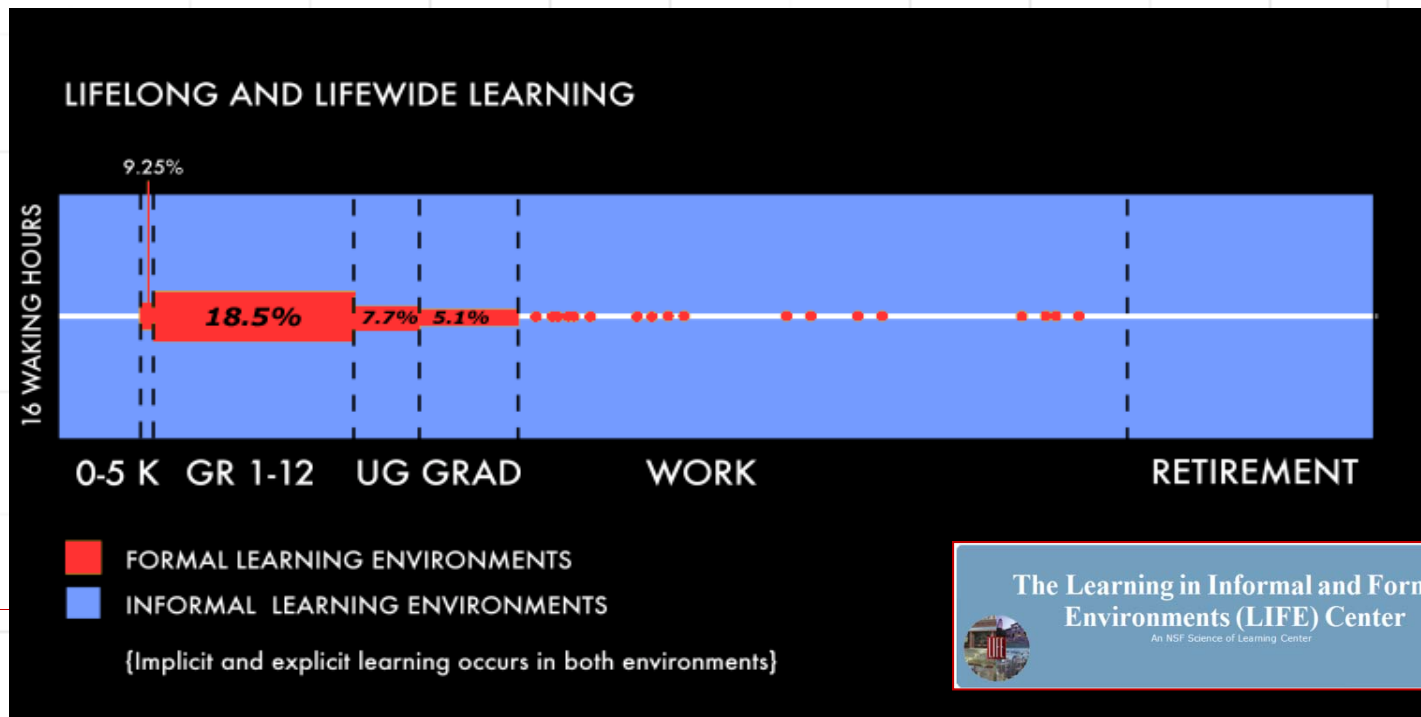 LIFELONG AND LIFEWIDE LEARNING
9.25%
16 WAKING HOURS
18.5%
7.7%
5.1%
0-5 K GR 1-12 UG GRAD WORK RETIREMENT
FORMAL LEARNING ENVIRONMENTS
INFORMAL LEARNING ENVIRONMENTS
{Implicit and explicit learning occurs in both environments}
The Learning in Informal and Form
Environments (LIFE) Center
An NSF Science of Learning Center
LIFE